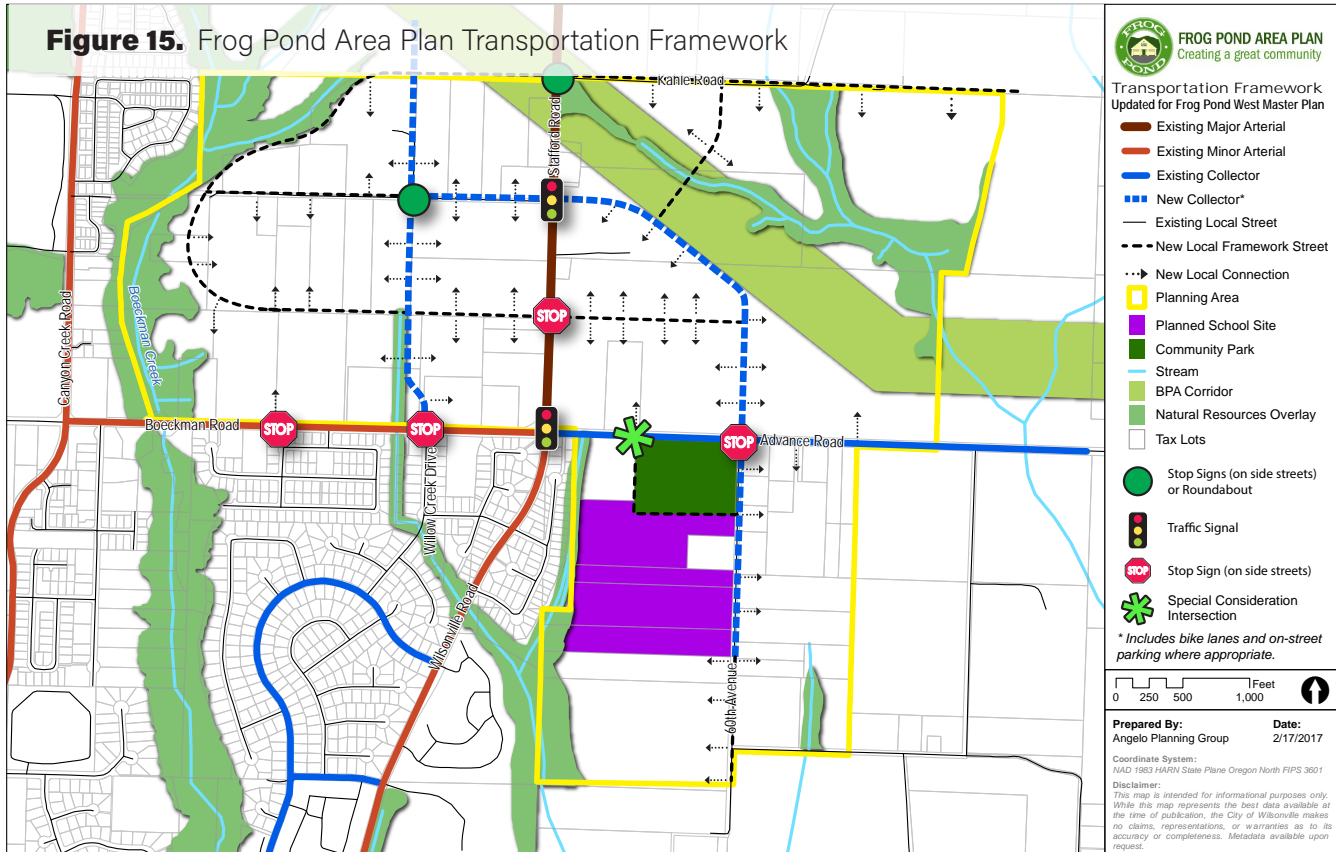 Figure 15. Frog Pond Area Plan Transportation Framework
Kahle Road
Stafford Road
Canyon Creek Road
Boeckman Creek
STOP
Boeckman Road
STOP
STOP
STOP
Advance Road
Willow Creek Drive
Wilsonville Road
60th Avenue
FROG
POND
FROG POND AREA PLAN
Creating a great community
Transportation Framework
Updated for Frog Pond West Master Plan
Existing Major Arterial
Existing Minor Arterial
Existing Collector
New Collector*
Existing Local Street
New Local Framework Street
New Local Connection
Planning Area
Planned School Site
Community Park
Stream
BPA Corridor
Natural Resources Overlay
Tax Lots
Stop Signs (on side streets)
or Roundabout
Traffic Signal
STOP
Stop Sign (on side streets)
Special Consideration
Intersection
* Includes bike lanes and on-street
parking where appropriate.
Feet
0 250 500 1,000
Prepared By: Date:
Angelo Planning Group 2/17/2017
Coordinate System:
NAD 1983 HARN State Plane Oregon North FIPS 3601
Disclaimer:
This map is intended for informational purposes only.
While this map represents the best data available at
the time of publication, the City of Wilsonville makes
no claims, representations, or warranties as to its
accuracy or completeness. Metadata available upon
request.